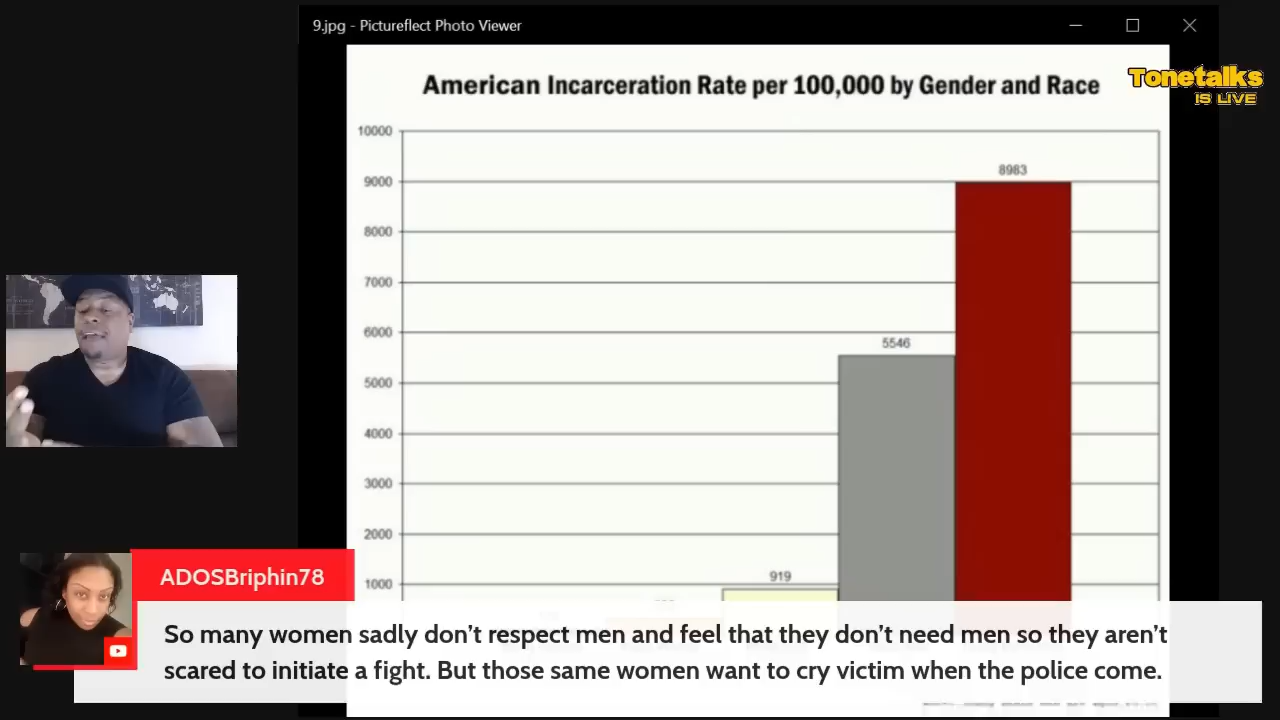 9.jpg - Pictureflect Photo Viewer
Tonetalks
IS LIVE
American Incarceration Rate per 100,000 by Gender and Race
10000
9000
8000
7000
6000
5000
4000
3000
2000
1000
8983
5546
919
ADOSBriphin78
So many women sadly don't respect men and feel that they don't need men so they aren't
scared to initiate a fight. But those same women want to cry victim when the police come.